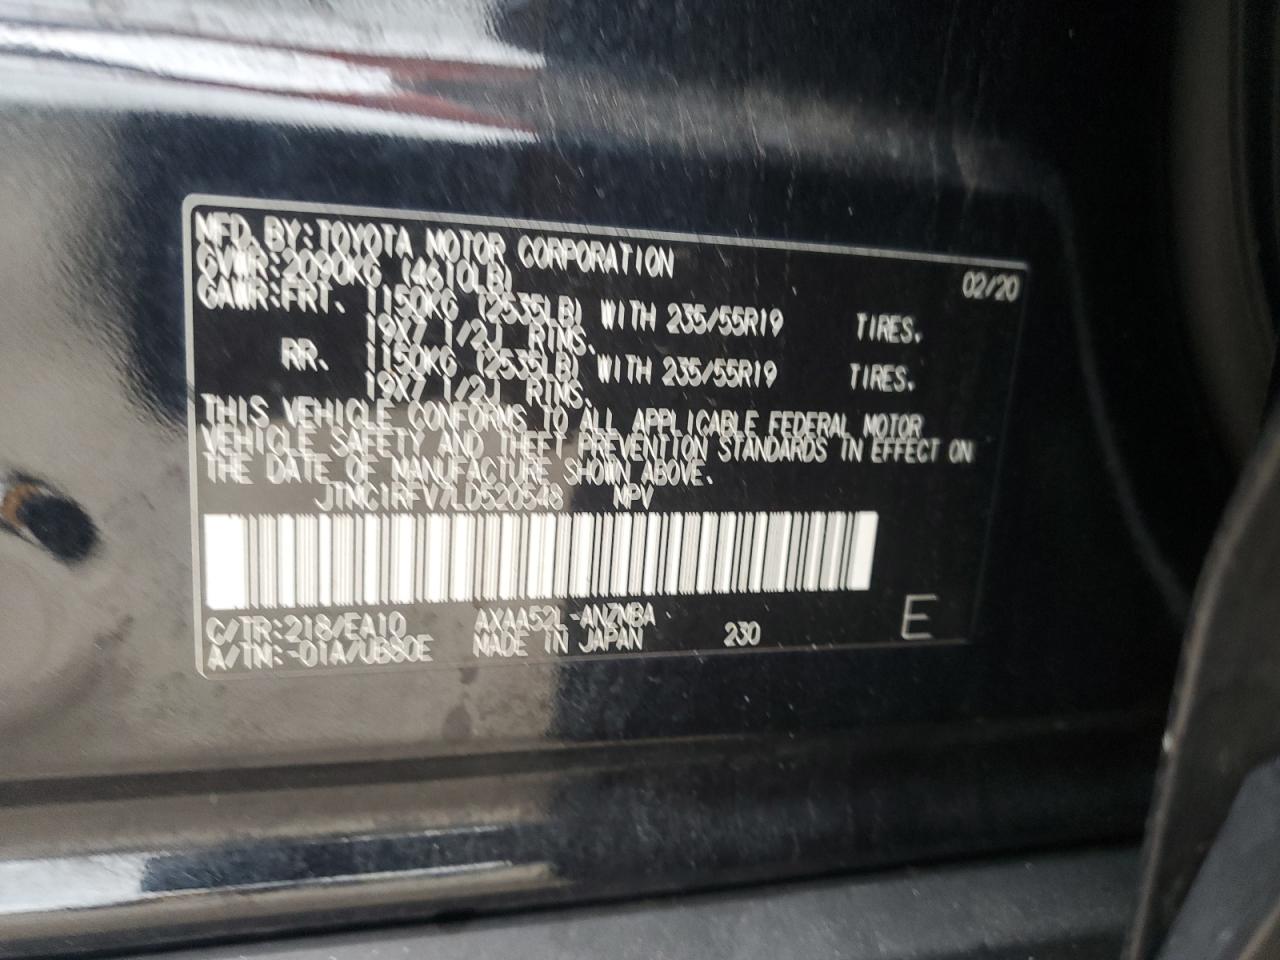 MFD. BY:TOYOTA MOTOR CORPORATION 02/20
GVWR:2090KG (4610LB)
GAWR:FRT. 1150KG (2535LB) WITH 235/55R19 TIRES.
19X7 1/2J RIMS.
RR. 1150KG (2535LB) WITH 235/55R19 TIRES.
19X7 1/2J RIMS.
THIS VEHICLE CONFORMS TO ALL APPLICABLE FEDERAL MOTOR
VEHICLE SAFETY AND THEFT PREVENTION STANDARDS IN EFFECT ON
THE DATE OF MANUFACTURE SHOWN ABOVE.
JTMC1RFV7LD520548 MPV
C/TR:218/EA10 AXAA52L-ANZMBA 230 E
A/TM:-01A/UB80E MADE IN JAPAN